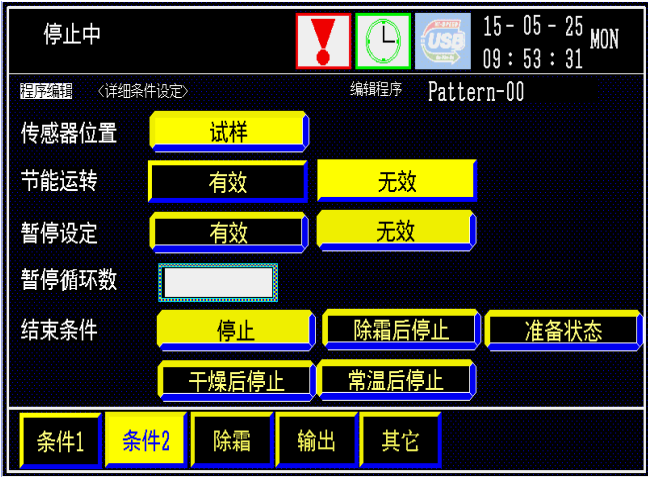 停止中
USB
15-05-25 MON
09:53:31
程序编辑 〈详细条件设定〉 编辑程序 Pattern-00
传感器位置 试样
节能运转 有效 无效
暂停设定 有效 无效
暂停循环数
结束条件 停止 除霜后停止 准备状态
干燥后停止 常温后停止
条件1 条件2 除霜 输出 其它